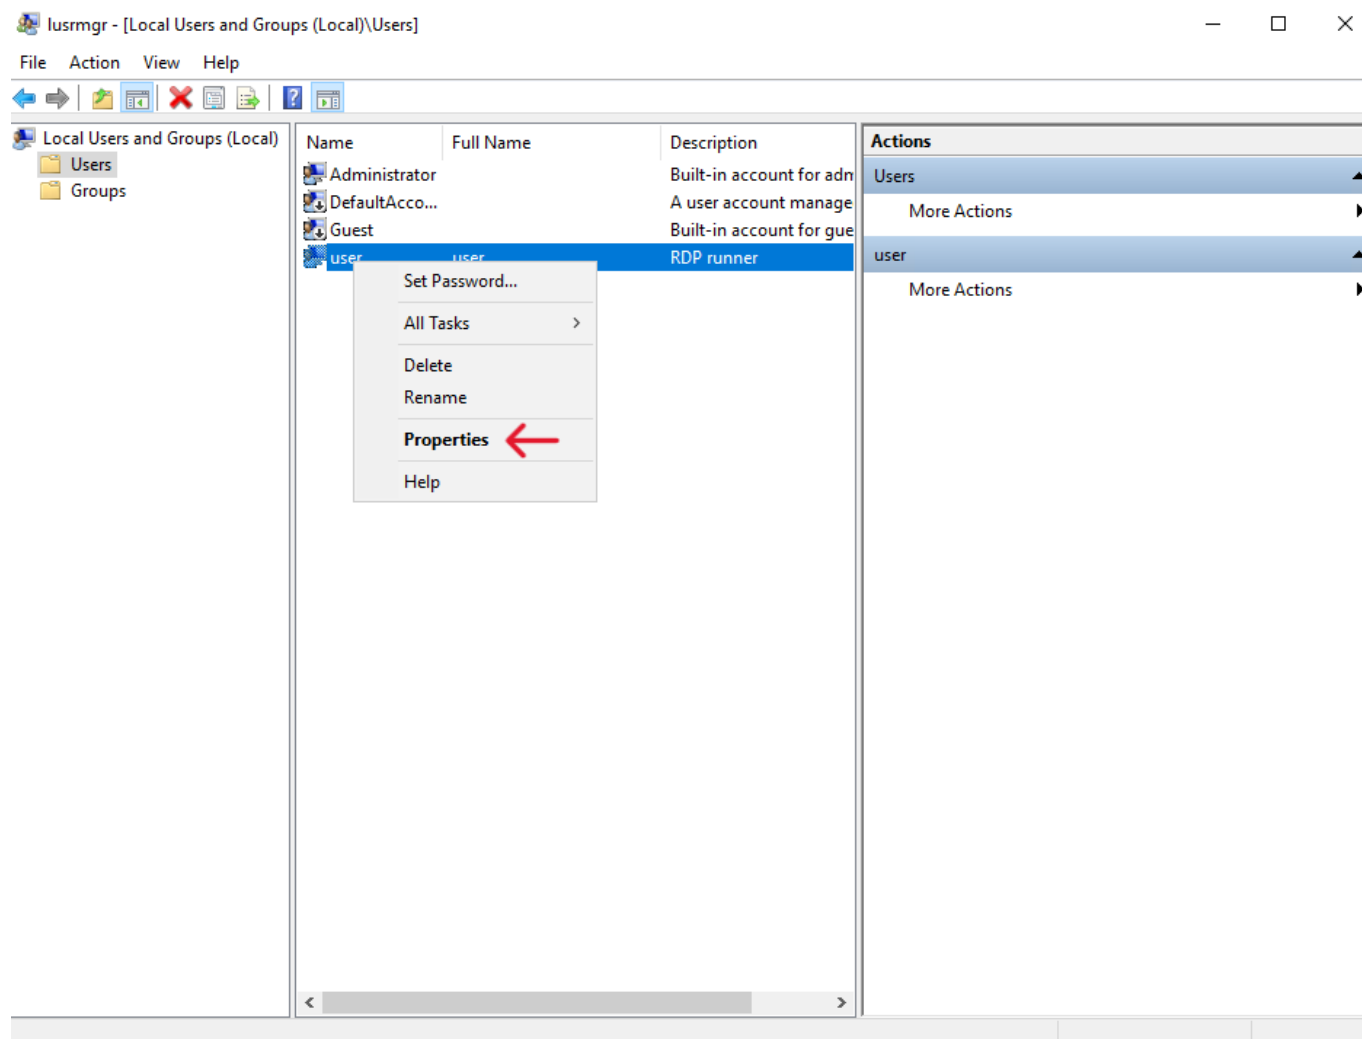 lusrmgr - [Local Users and Groups (Local)\Users]
File Action View Help
Local Users and Groups (Local)
Users
Groups
Name Full Name Description
Administrator Built-in account for adm
DefaultAcco... A user account manage
Guest Built-in account for gue
user user RDP runner
Set Password...
All Tasks
Delete
Rename
Properties
Help
Actions
Users
More Actions
user
More Actions